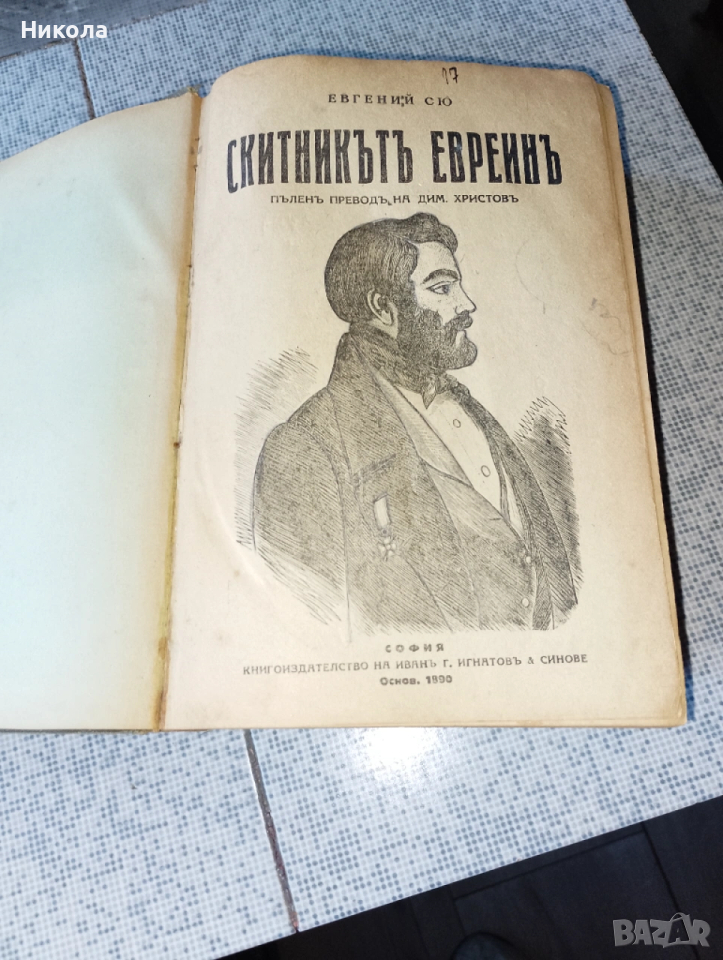 Никола
17
ЕВГЕНИЙ СЮ
СКИТНИКЪТЪ ЕВРЕИНЪ
ПЪЛЕНЪ ПРЕВОДЪ НА ДИМ. ХРИСТОВЪ
СОФИЯ
КНИГОИЗДАТЕЛСТВО НА ИВАНЪ Г. ИГНАТОВЪ & СИНОВЕ
Основ. 1890
BAZAR